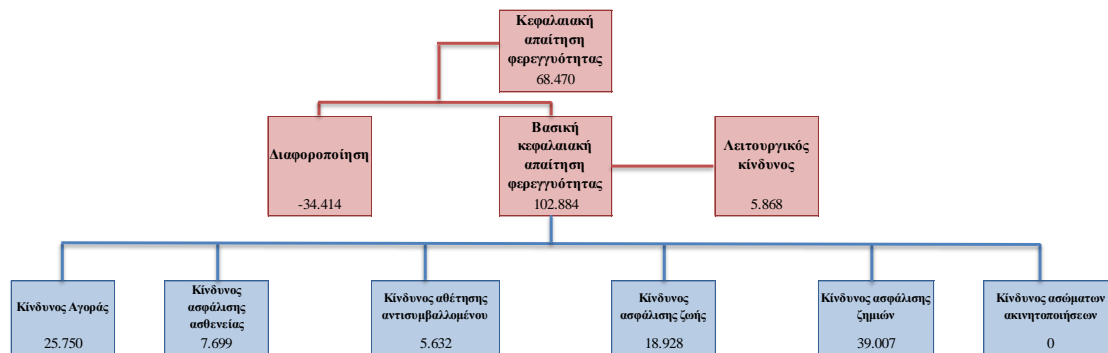 Κεφαλαιακή
απαίτηση
φερεγγυότητας
68.470
Διαφοροποίηση
-34.414
Βασική
κεφαλαιακή
απαίτηση
φερεγγυότητας
102.884
Λειτουργικός
κίνδυνος
5.868
Κίνδυνος Αγοράς
25.750
Κίνδυνος
ασφάλισης
ασθενείας
7.699
Κίνδυνος αθέτησης
αντισυμβαλλομένου
5.632
Κίνδυνος
ασφάλισης ζωής
18.928
Κίνδυνος ασφάλισης
ζημιών
39.007
Κίνδυνος ασώματων
ακινητοποιήσεων
0